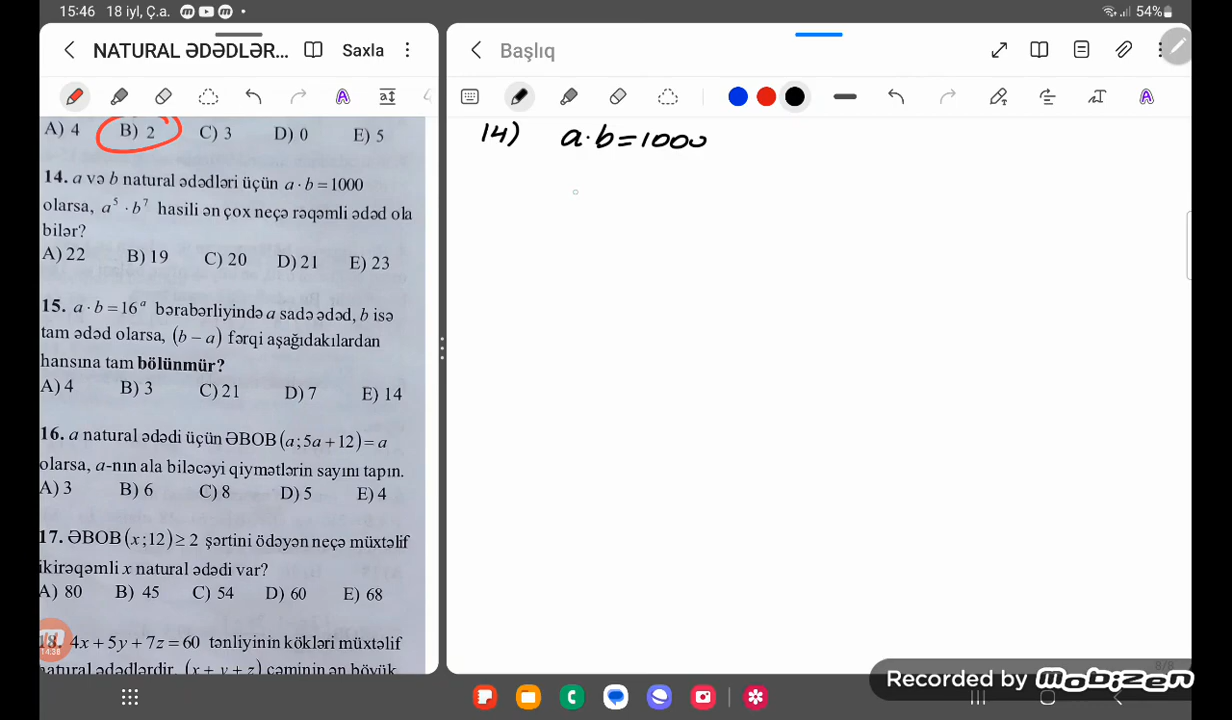 15:46 18 iyl, Ç.a. 54%
NATURAL ƏDƏDLƏR... Saxla
Başlıq
A) 4 B) 2 C) 3 D) 0 E) 5
14. a və b natural ədədləri üçün a · b = 1000
olarsa, a⁵ · b⁷ hasili ən çox neçə rəqəmli ədəd ola
bilər?
A) 22 B) 19 C) 20 D) 21 E) 23
15. a · b = 16ᵃ bərabərliyində a sadə ədəd, b isə
tam ədəd olarsa, (b − a) fərqi aşağıdakılardan
hansına tam bölünmür?
A) 4 B) 3 C) 21 D) 7 E) 14
16. a natural ədədi üçün ƏBOB(a; 5a + 12) = a
olarsa, a-nın ala biləcəyi qiymətlərin sayını tapın.
A) 3 B) 6 C) 8 D) 5 E) 4
17. ƏBOB(x; 12) ≥ 2 şərtini ödəyən neçə müxtəlif
ikirəqəmli x natural ədədi var?
A) 80 B) 45 C) 54 D) 60 E) 68
18. 4x + 5y + 7z = 60 tənliyinin kökləri müxtəlif
natural ədədlərdir. (x + y + z) cəminin ən böyük
14:38
14) a·b=1000
8/8
Recorded by mobizen